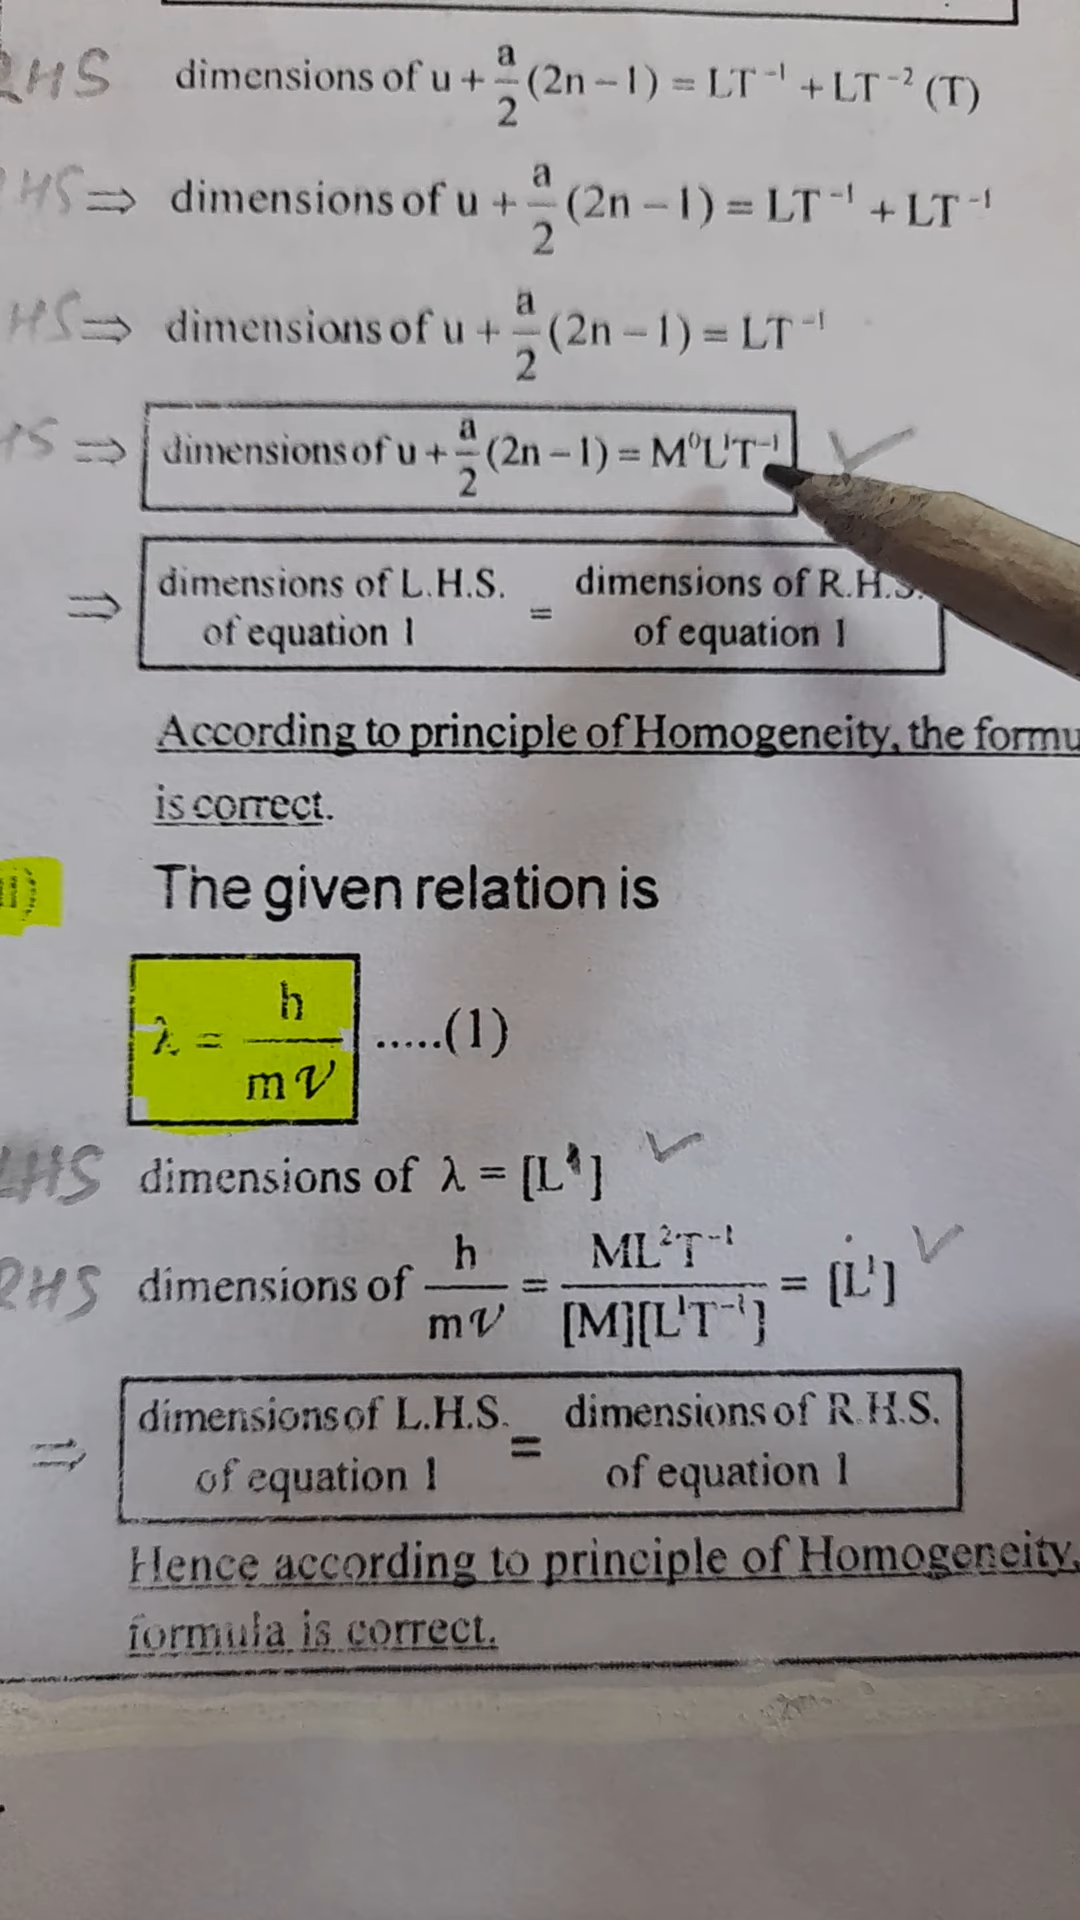 RHS dimensions of u + a/2 (2n – 1) = LT⁻¹ + LT⁻² (T)
HS ⇒ dimensions of u + a/2 (2n – 1) = LT⁻¹ + LT⁻¹
HS ⇒ dimensions of u + a/2 (2n – 1) = LT⁻¹
HS ⇒ dimensions of u + a/2 (2n – 1) = M⁰L¹T⁻¹
⇒ dimensions of L.H.S. of equation 1 = dimensions of R.H.S. of equation 1
According to principle of Homogeneity, the formu
is correct.
The given relation is
λ = h/mv .....(1)
LHS dimensions of λ = [L¹]
RHS dimensions of h/mv = ML²T⁻¹/[M][L¹T⁻¹] = [L¹]
⇒ dimensions of L.H.S. of equation 1 = dimensions of R.H.S. of equation 1
Hence according to principle of Homogeneity,
formula is correct.